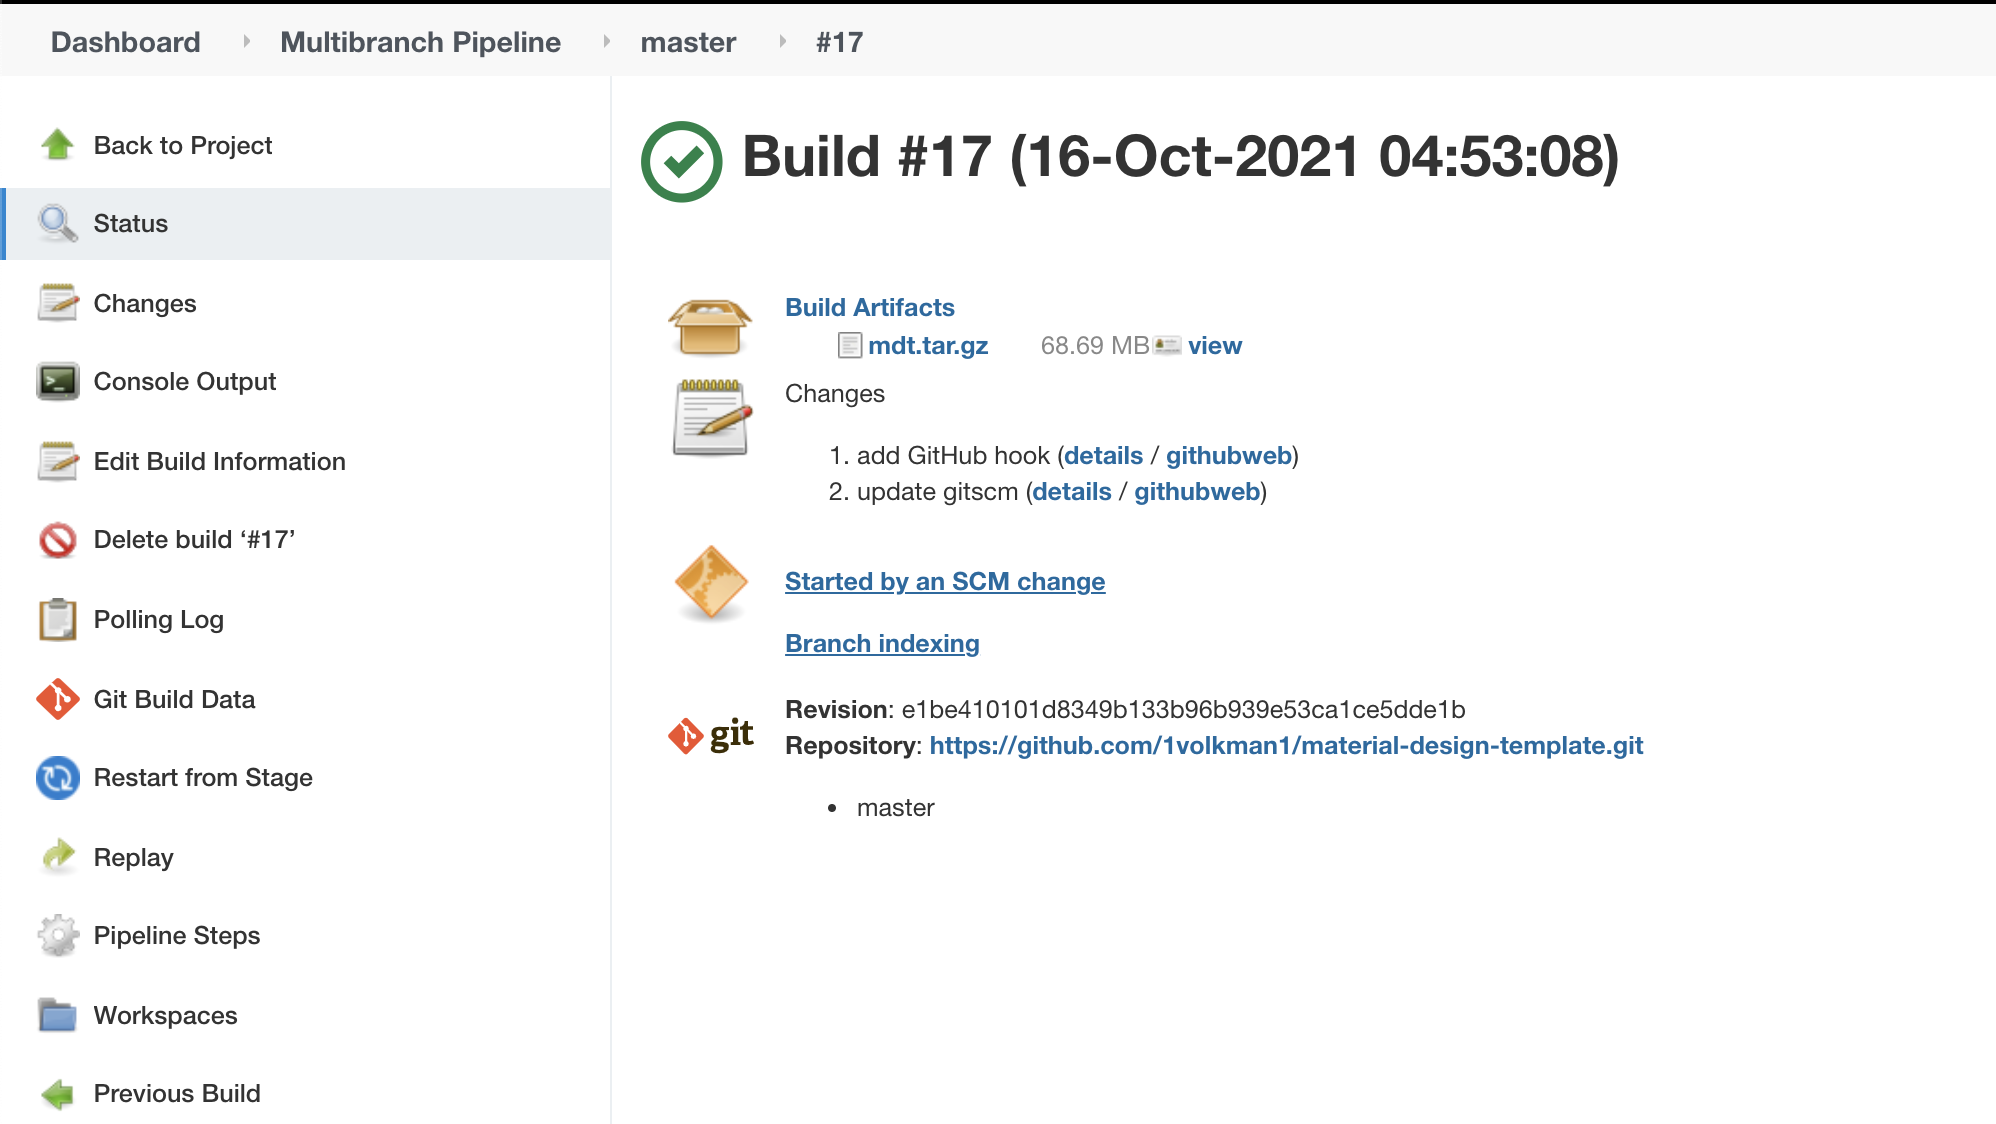 Dashboard Multibranch Pipeline master #17
Back to Project
Status
Changes
Console Output
Edit Build Information
Delete build ‘#17’
Polling Log
Git Build Data
Restart from Stage
Replay
Pipeline Steps
Workspaces
Previous Build
Build #17 (16-Oct-2021 04:53:08)
Build Artifacts
mdt.tar.gz 68.69 MB view
Changes
1. add GitHub hook (details / githubweb)
2. update gitscm (details / githubweb)
Started by an SCM change
Branch indexing
git
Revision: e1be410101d8349b133b96b939e53ca1ce5dde1b
Repository: https://github.com/1volkman1/material-design-template.git
• master